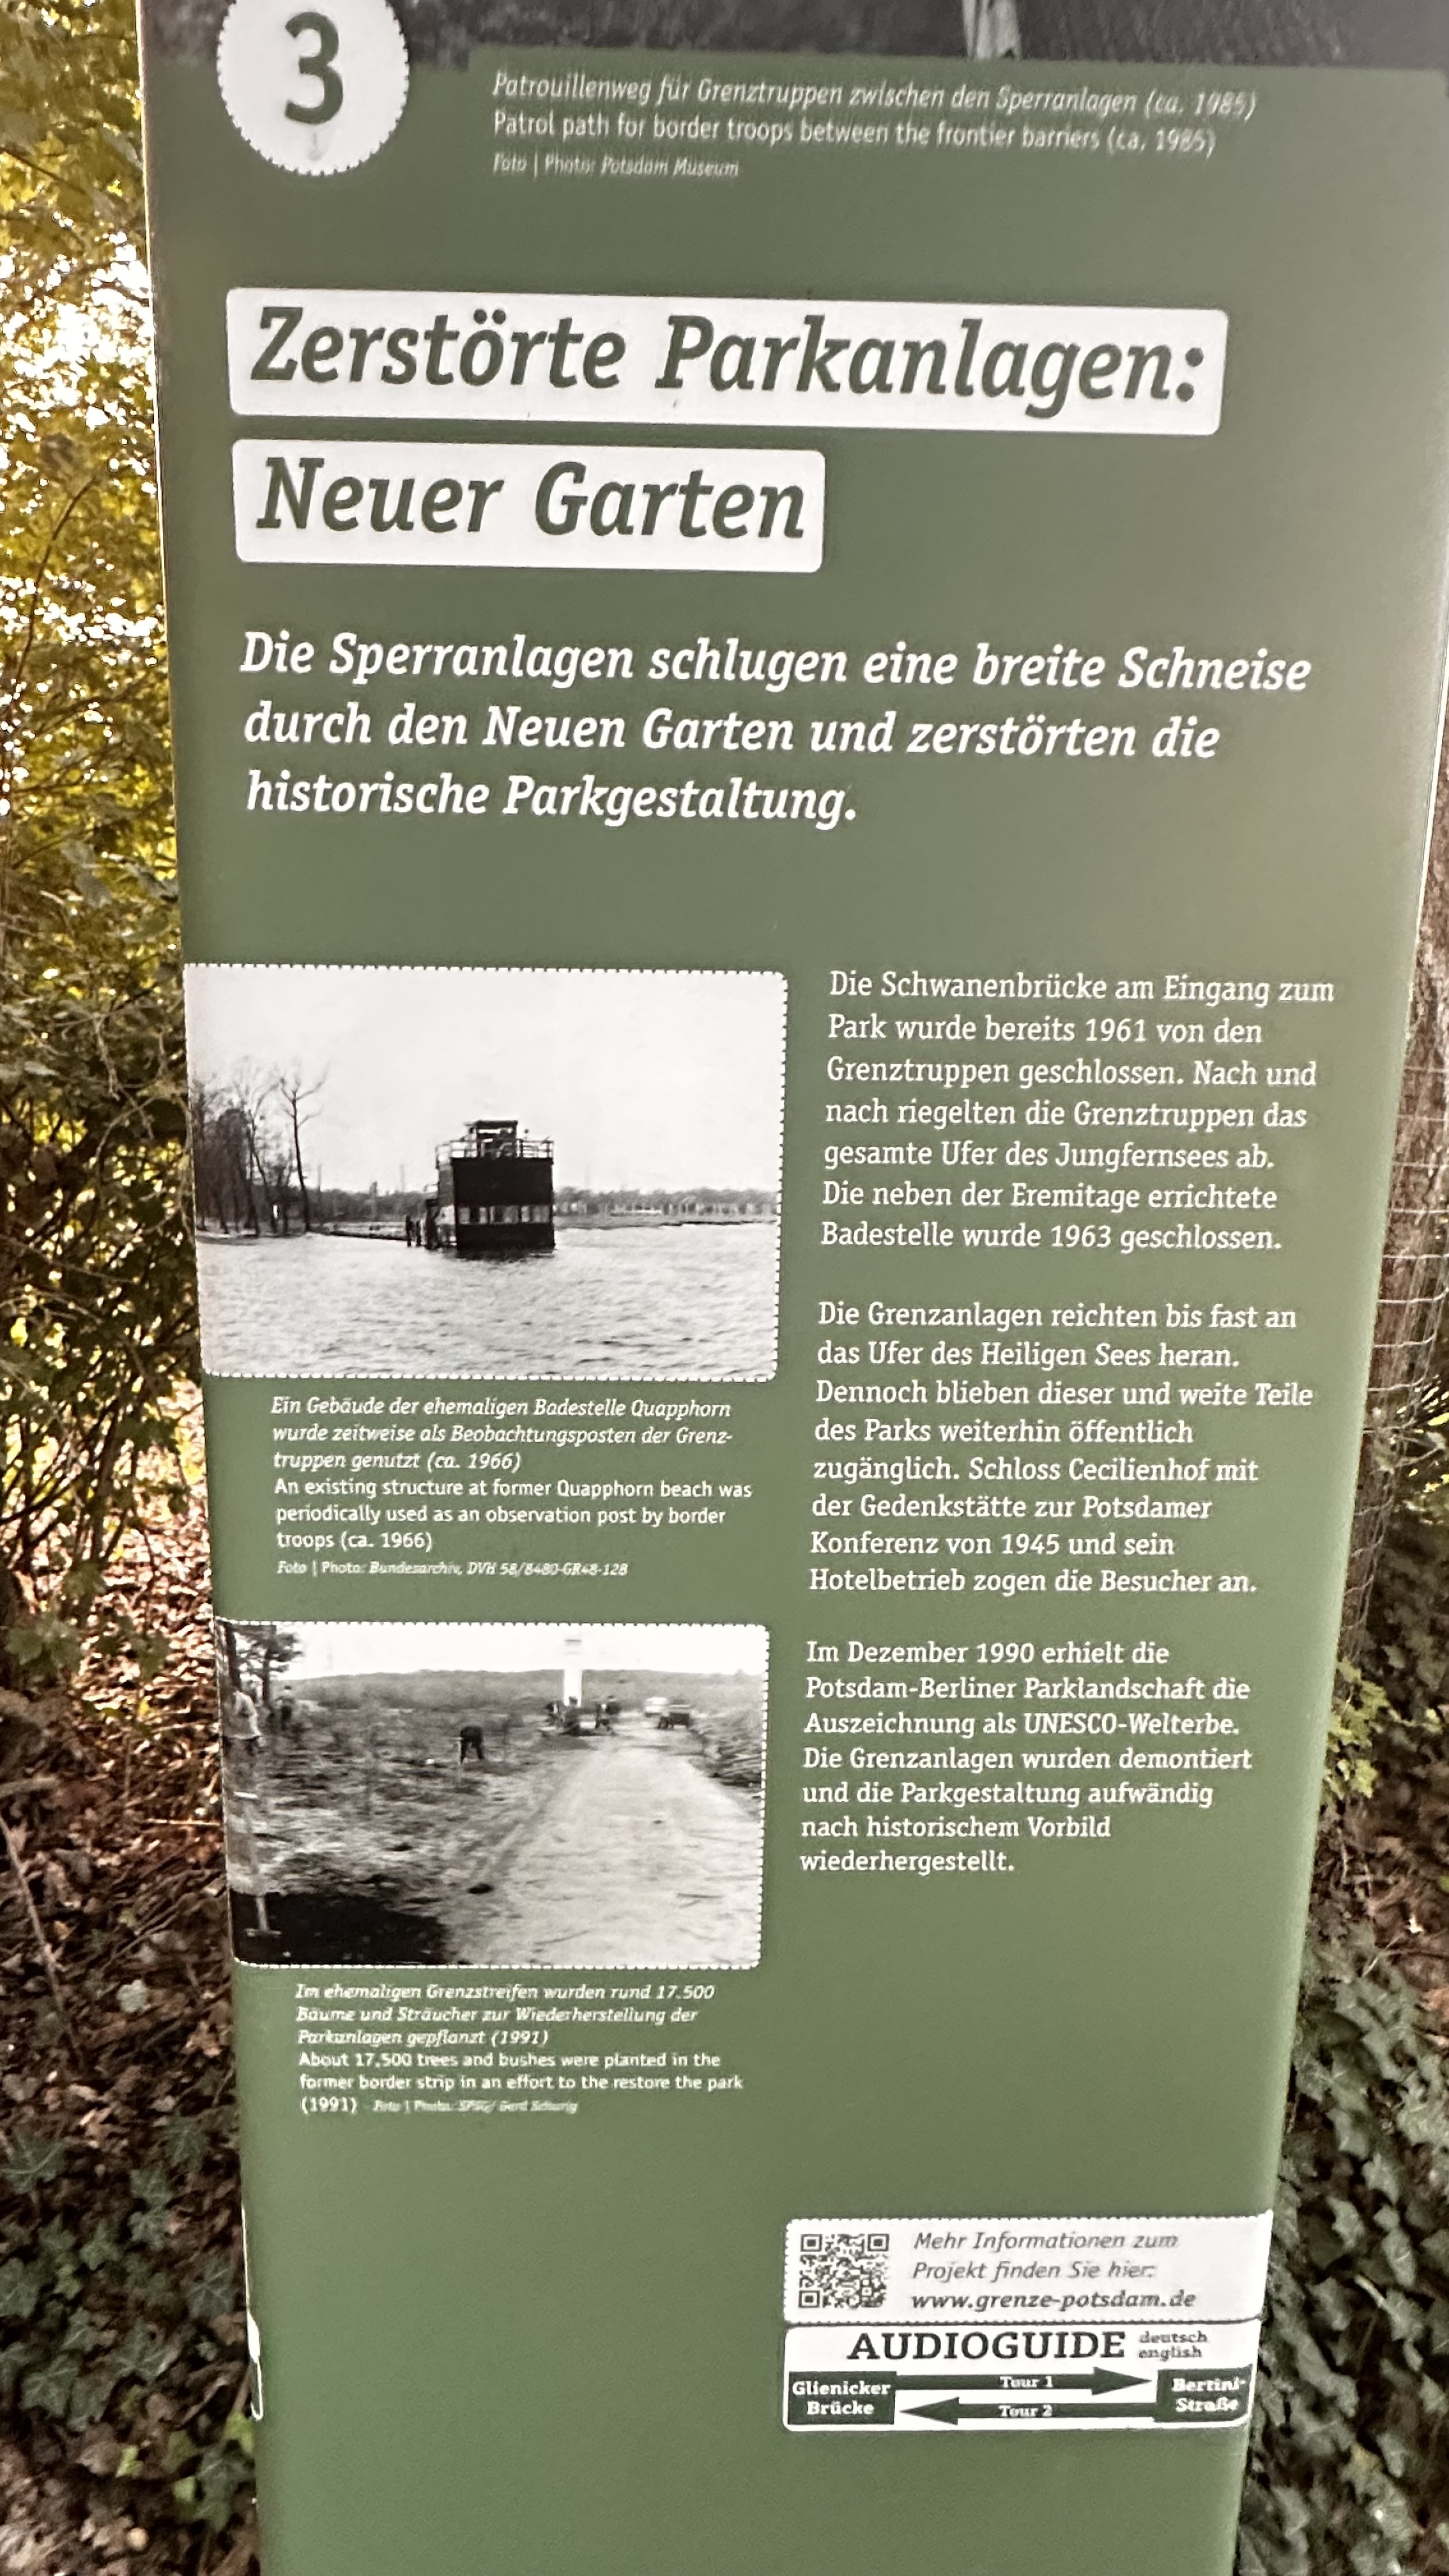 3
Patrouillenweg für Grenztruppen zwischen den Sperranlagen (ca. 1985)
Patrol path for border troops between the frontier barriers (ca. 1985)
Foto | Photo: Potsdam Museum
Zerstörte Parkanlagen:
Neuer Garten
Die Sperranlagen schlugen eine breite Schneise
durch den Neuen Garten und zerstörten die
historische Parkgestaltung.
Ein Gebäude der ehemaligen Badestelle Quapphorn
wurde zeitweise als Beobachtungsposten der Grenz-
truppen genutzt (ca. 1966)
An existing structure at former Quapphorn beach was
periodically used as an observation post by border
troops (ca. 1966)
Foto | Photo: Bundesarchiv, DVH 58/8480-GR48-128
Im ehemaligen Grenzstreifen wurden rund 17.500
Bäume und Sträucher zur Wiederherstellung der
Parkanlagen gepflanzt (1991)
About 17,500 trees and bushes were planted in the
former border strip in an effort to the restore the park
(1991) Foto | Photo: SPSG/ Gerd Schurig
Die Schwanenbrücke am Eingang zum
Park wurde bereits 1961 von den
Grenztruppen geschlossen. Nach und
nach riegelten die Grenztruppen das
gesamte Ufer des Jungfernsees ab.
Die neben der Eremitage errichtete
Badestelle wurde 1963 geschlossen.
Die Grenzanlagen reichten bis fast an
das Ufer des Heiligen Sees heran.
Dennoch blieben dieser und weite Teile
des Parks weiterhin öffentlich
zugänglich. Schloss Cecilienhof mit
der Gedenkstätte zur Potsdamer
Konferenz von 1945 und sein
Hotelbetrieb zogen die Besucher an.
Im Dezember 1990 erhielt die
Potsdam-Berliner Parklandschaft die
Auszeichnung als UNESCO-Welterbe.
Die Grenzanlagen wurden demontiert
und die Parkgestaltung aufwändig
nach historischem Vorbild
wiederhergestellt.
Mehr Informationen zum
Projekt finden Sie hier:
www.grenze-potsdam.de
AUDIOGUIDE deutsch
english
Glienicker
Brücke
Tour 1
Tour 2
Bertini-
Straße